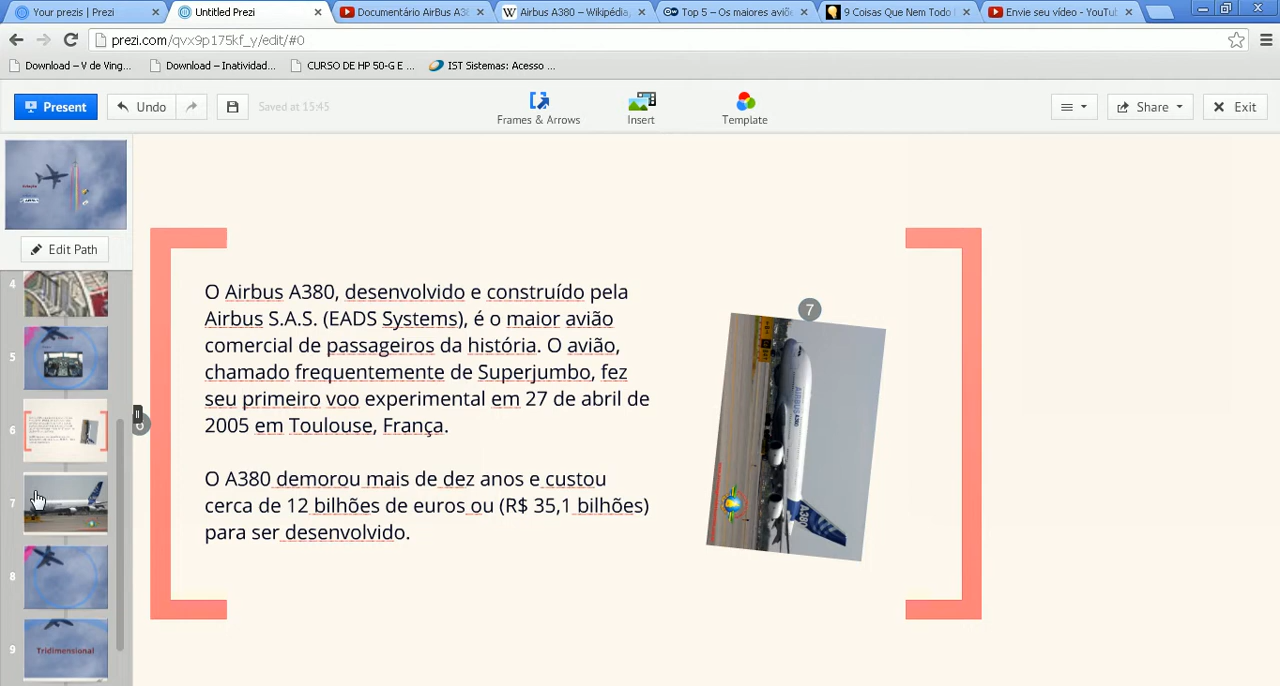 Your prezis | Prezi
Untitled Prezi
Documentário AirBus A38
Airbus A380 – Wikipédia,
Top 5 – Os maiores aviõe
9 Coisas Que Nem Todo
Envie seu vídeo - YouTub
prezi.com/qvx9p175kf_y/edit/#0
Download – V de Ving...
Download – Inatividad...
CURSO DE HP 50-G E ...
IST Sistemas: Acesso ...
Present
Undo
Saved at 15:45
Frames & Arrows
Insert
Template
Share
Exit
Edit Path
4
5
6
7
8
9
Tridimensional
O Airbus A380, desenvolvido e construído pela
Airbus S.A.S. (EADS Systems), é o maior avião
comercial de passageiros da história. O avião,
chamado frequentemente de Superjumbo, fez
seu primeiro voo experimental em 27 de abril de
2005 em Toulouse, França.
O A380 demorou mais de dez anos e custou
cerca de 12 bilhões de euros ou (R$ 35,1 bilhões)
para ser desenvolvido.
7
AIRBUS A380
A380